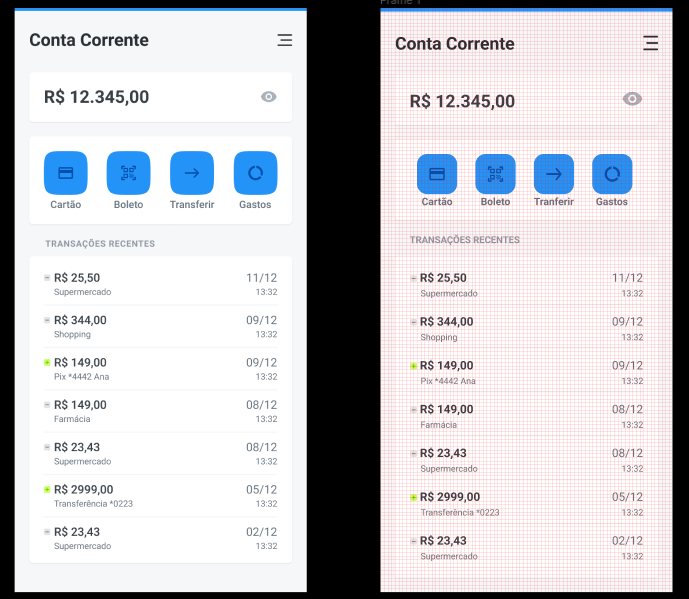 Conta Corrente
R$ 12.345,00
Cartão Boleto Transferir Gastos
TRANSAÇÕES RECENTES
R$ 25,50 11/12
Supermercado 13:32
R$ 344,00 09/12
Shopping 13:32
R$ 149,00 09/12
Pix *4442 Ana 13:32
R$ 149,00 08/12
Farmácia 13:32
R$ 23,43 08/12
Supermercado 13:32
R$ 2999,00 05/12
Transferência *0223 13:32
R$ 23,43 02/12
Supermercado 13:32
Frame 1
Conta Corrente
R$ 12.345,00
Cartão Boleto Tranferir Gastos
TRANSAÇÕES RECENTES
R$ 25,50 11/12
Supermercado 13:32
R$ 344,00 09/12
Shopping 13:32
R$ 149,00 09/12
Pix *4442 Ana 13:32
R$ 149,00 08/12
Farmácia 13:32
R$ 23,43 08/12
Supermercado 13:32
R$ 2999,00 05/12
Transferência *0223 13:32
R$ 23,43 02/12
Supermercado 13:32